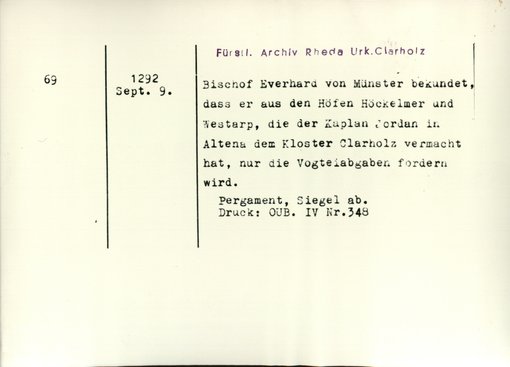 Fürstl. Archiv Rheda Urk.Clarholz
69
1292
Sept. 9.
Bischof Everhard von Münster bekundet,
dass er aus den Höfen Höckelmer und
Westarp, die der Kaplan Jordan in
Altena dem Kloster Clarholz vermacht
hat, nur die Vogteiabgaben fordern
wird.
Pergament, Siegel ab.
Druck: OUB. IV Nr.348